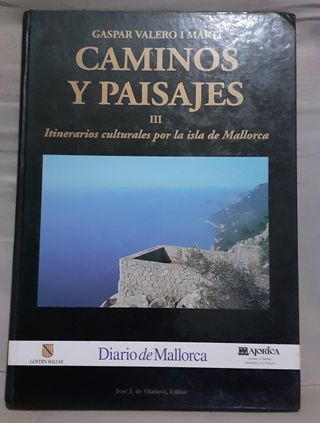 GASPAR VALERO I MARTÍ
CAMINOS
Y PAISAJES
III
Itinerarios culturales por la isla de Mallorca
GOVERN BALEAR
Diario de Mallorca
MAJORICA
José J. de Olañeta, Editor